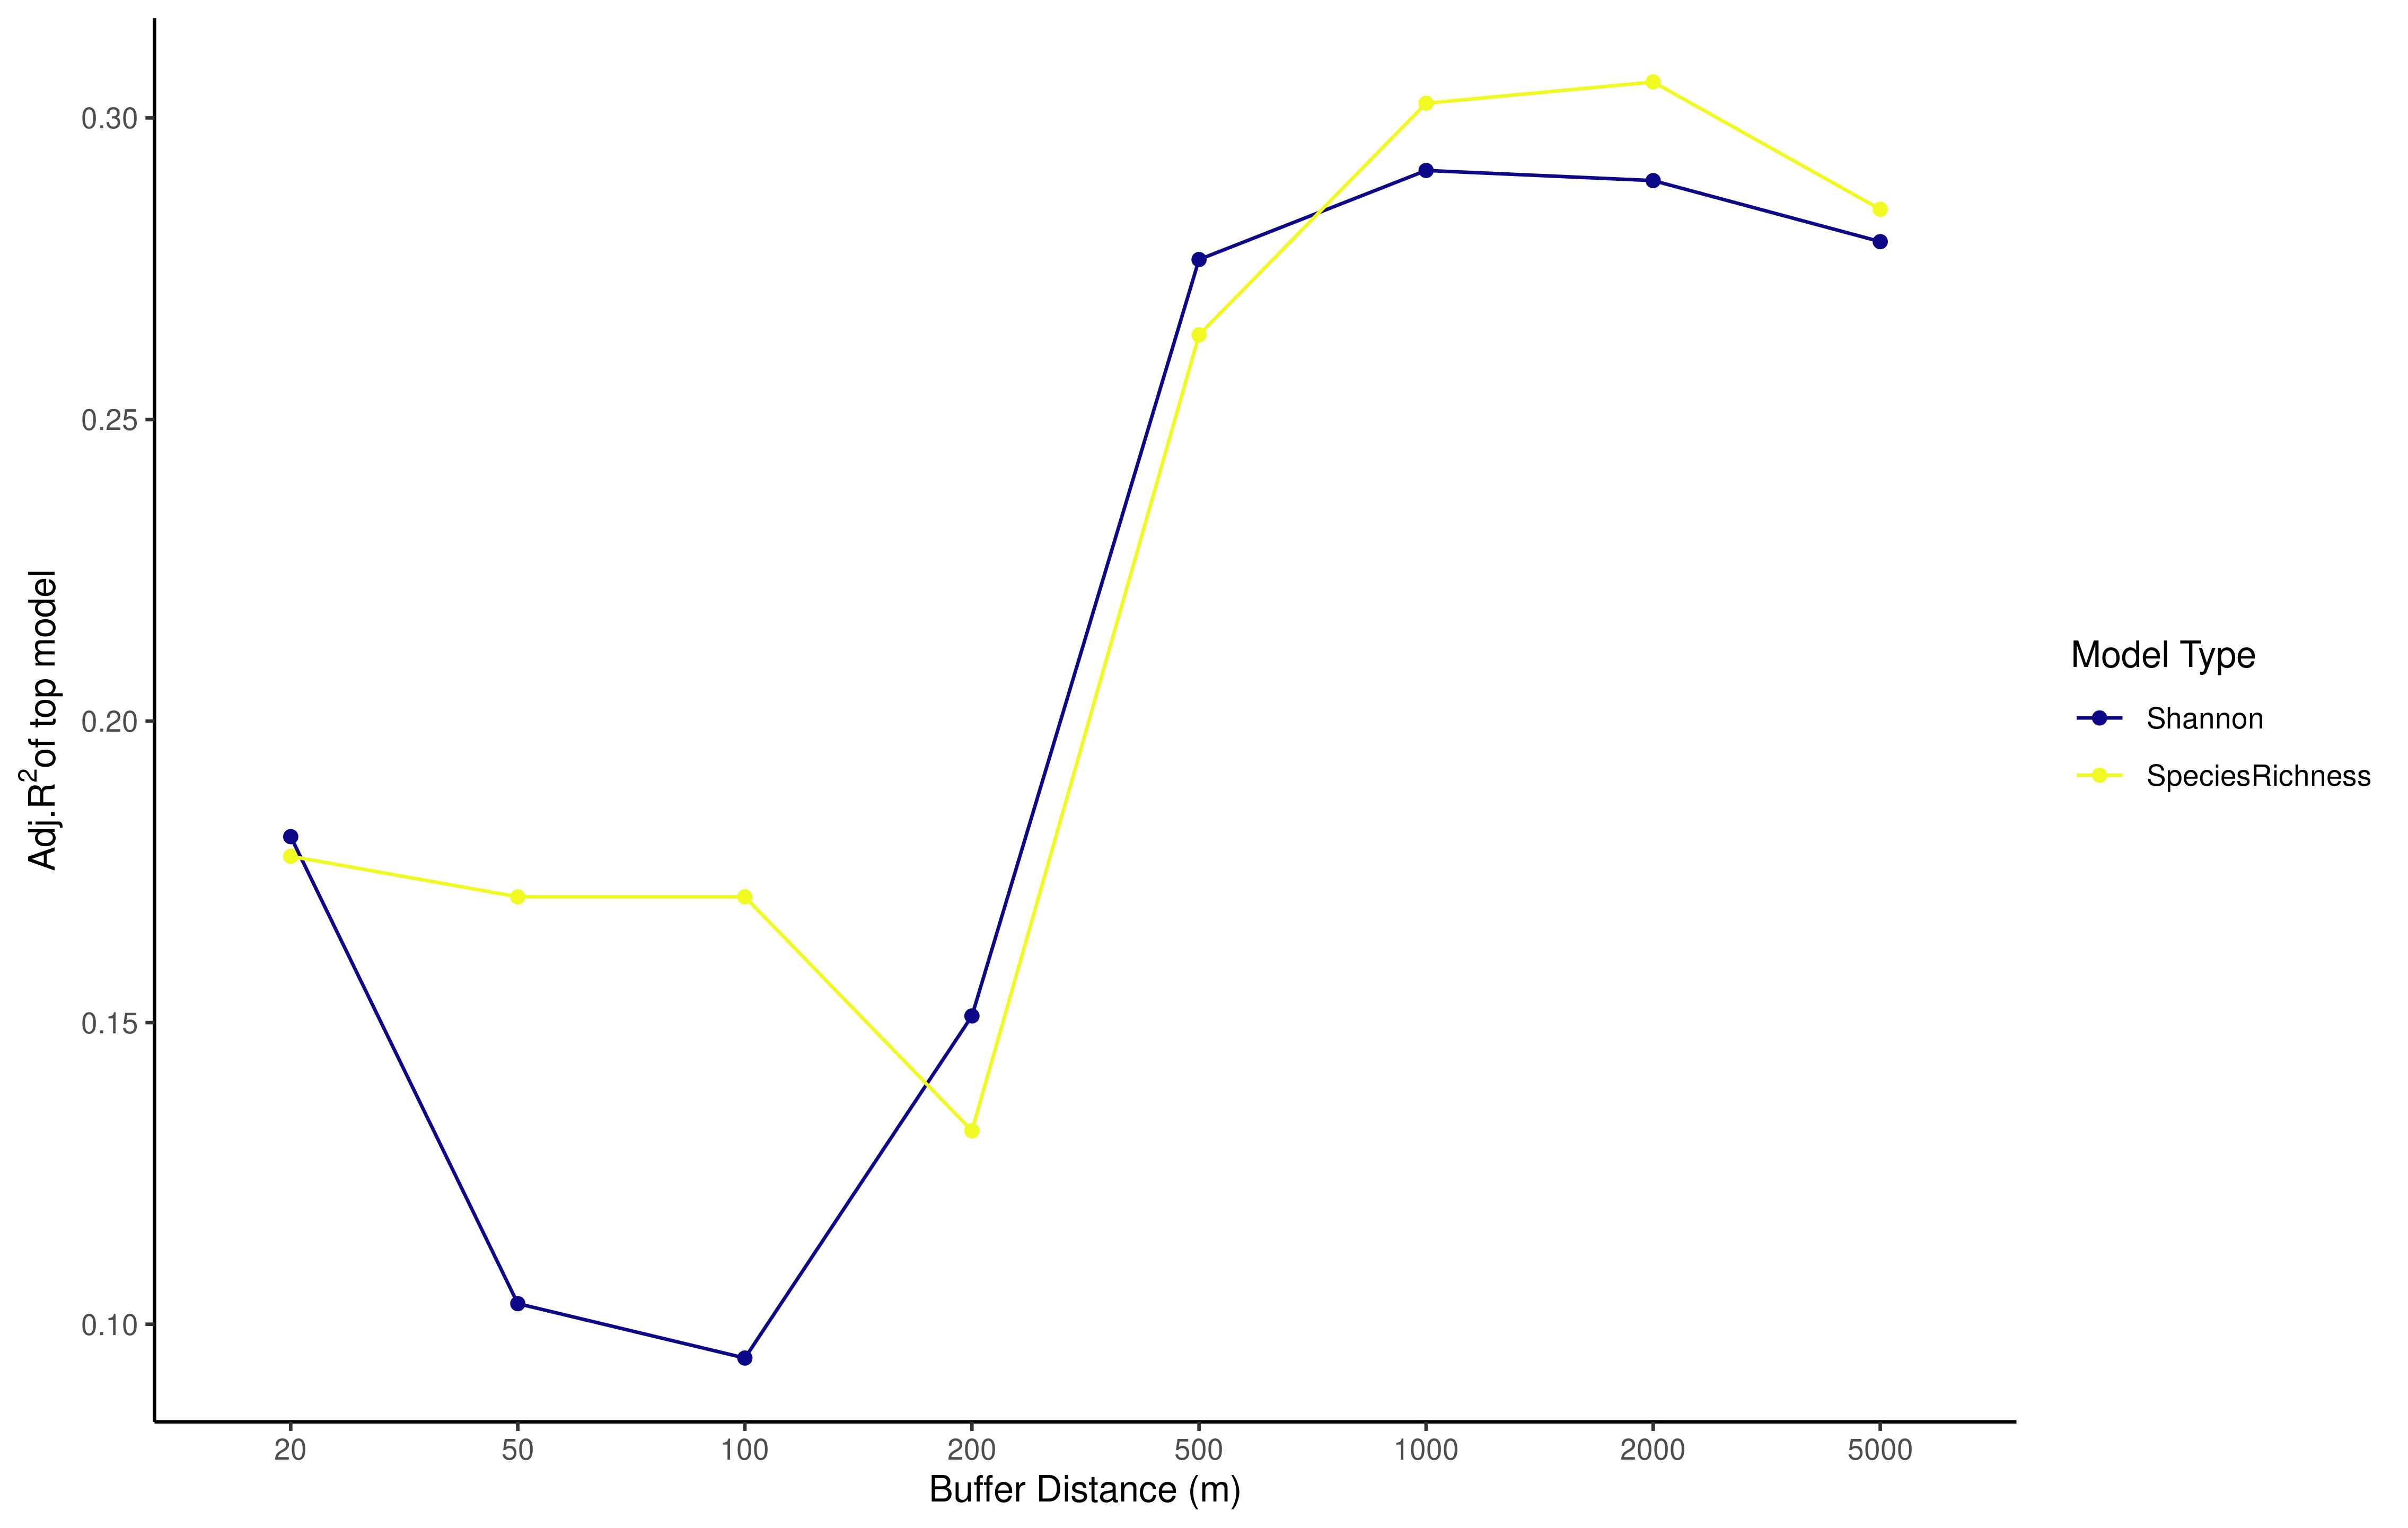 0.30
0.25
0.20
0.15
0.10
Adj.R²of top model
20 50 100 200 500 1000 2000 5000
Buffer Distance (m)
Model Type
Shannon
SpeciesRichness